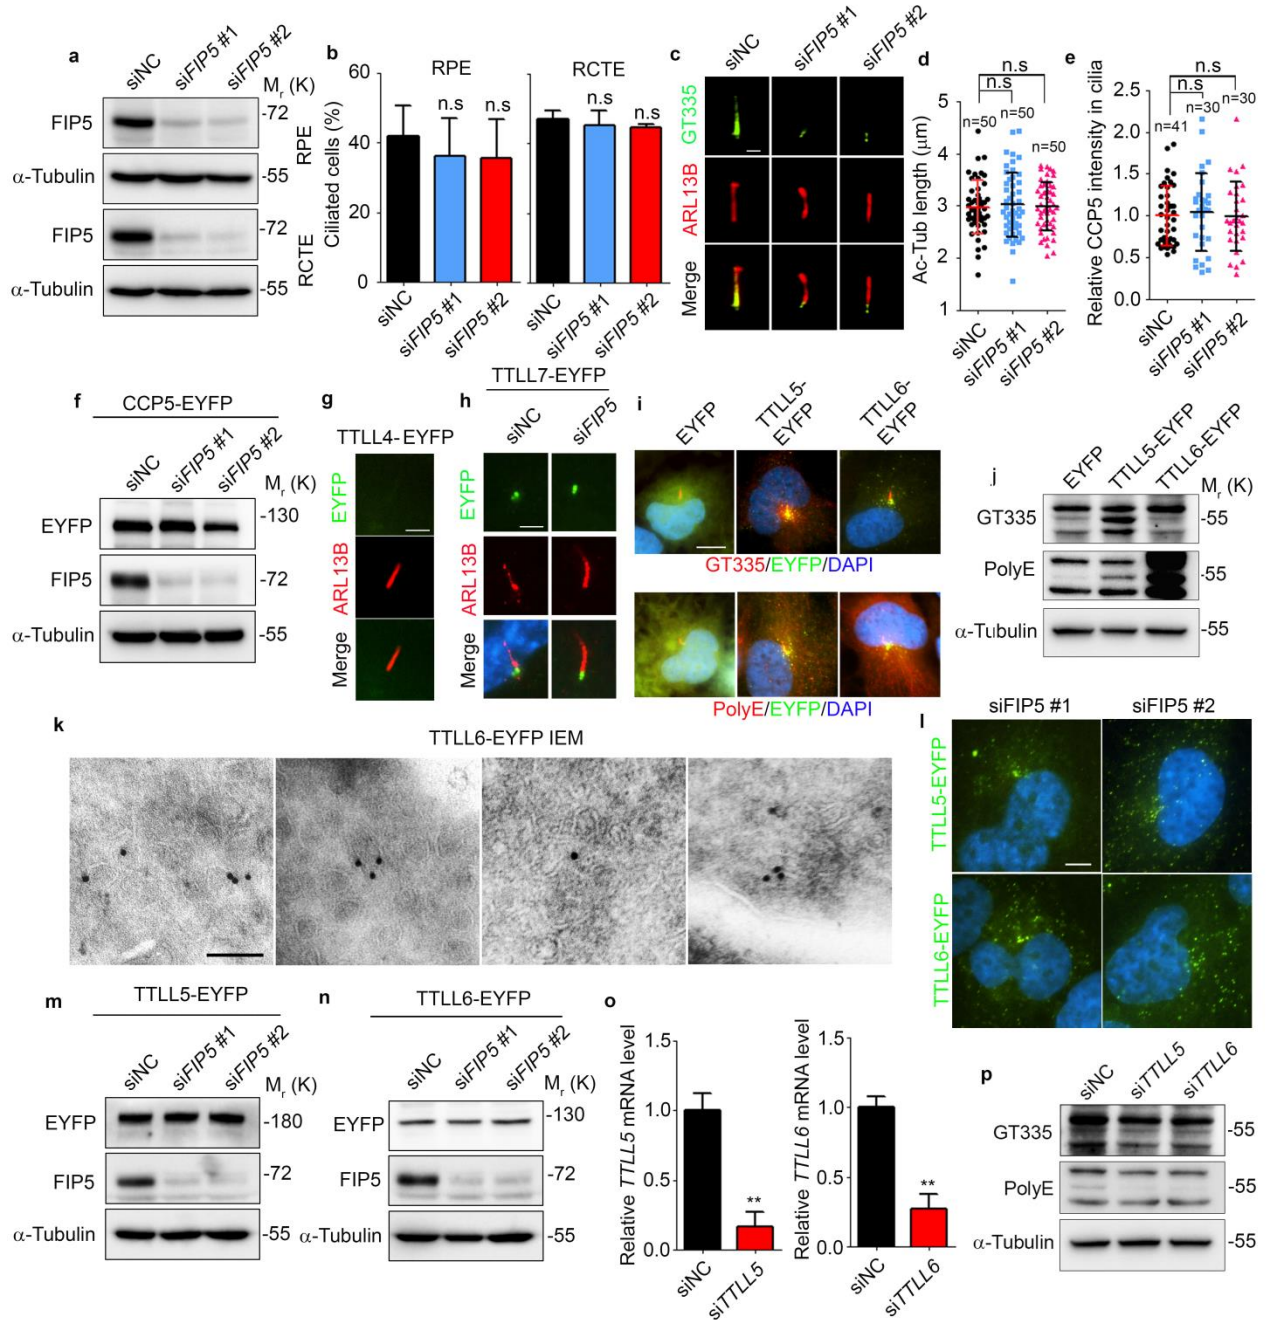 a
siNC
siFIP5 #1
siFIP5 #2
Mr (K)
FIP5
-72
α-Tubulin
-55
RPE
FIP5
-72
α-Tubulin
-55
RCTE
b
RPE
RCTE
Ciliated cells (%)
60
40
20
0
n.s
n.s
n.s
n.s
siNC
siFIP5 #1
siFIP5 #2
siNC
siFIP5 #1
siFIP5 #2
c
siNC
siFIP5 #1
siFIP5 #2
GT335
ARL13B
Merge
d
n.s
n.s
n=50
n=50
n=50
Ac-Tub length (μm)
5
4
3
2
1
siNC
siFIP5 #1
siFIP5 #2
e
n.s
n.s
n=41
n=30
n=30
Relative CCP5 intensity in cilia
2.5
2.0
1.5
1.0
0.5
0.0
siNC
siFIP5 #1
siFIP5 #2
f
CCP5-EYFP
siNC
siFIP5 #1
siFIP5 #2
Mr (K)
EYFP
-130
FIP5
-72
α-Tubulin
-55
g
TTLL4-EYFP
EYFP
ARL13B
Merge
h
TTLL7-EYFP
siNC
siFIP5
EYFP
ARL13B
Merge
i
EYFP
TTLL5-
EYFP
TTLL6-
EYFP
GT335/EYFP/DAPI
PolyE/EYFP/DAPI
j
EYFP
TTLL5-EYFP
TTLL6-EYFP
Mr (K)
GT335
-55
PolyE
-55
α-Tubulin
-55
k
TTLL6-EYFP IEM
l
siFIP5 #1
siFIP5 #2
TTLL5-EYFP
TTLL6-EYFP
m
TTLL5-EYFP
siNC
siFIP5 #1
siFIP5 #2
Mr (K)
EYFP
-180
FIP5
-72
α-Tubulin
-55
n
TTLL6-EYFP
siNC
siFIP5 #1
siFIP5 #2
Mr (K)
EYFP
-130
FIP5
-72
α-Tubulin
-55
o
Relative TTLL5 mRNA level
1.5
1.0
0.5
0.0
**
siNC
siTTLL5
Relative TTLL6 mRNA level
1.5
1.0
0.5
0.0
**
siNC
siTTLL6
p
siNC
siTTLL5
siTTLL6
GT335
-55
PolyE
-55
α-Tubulin
-55